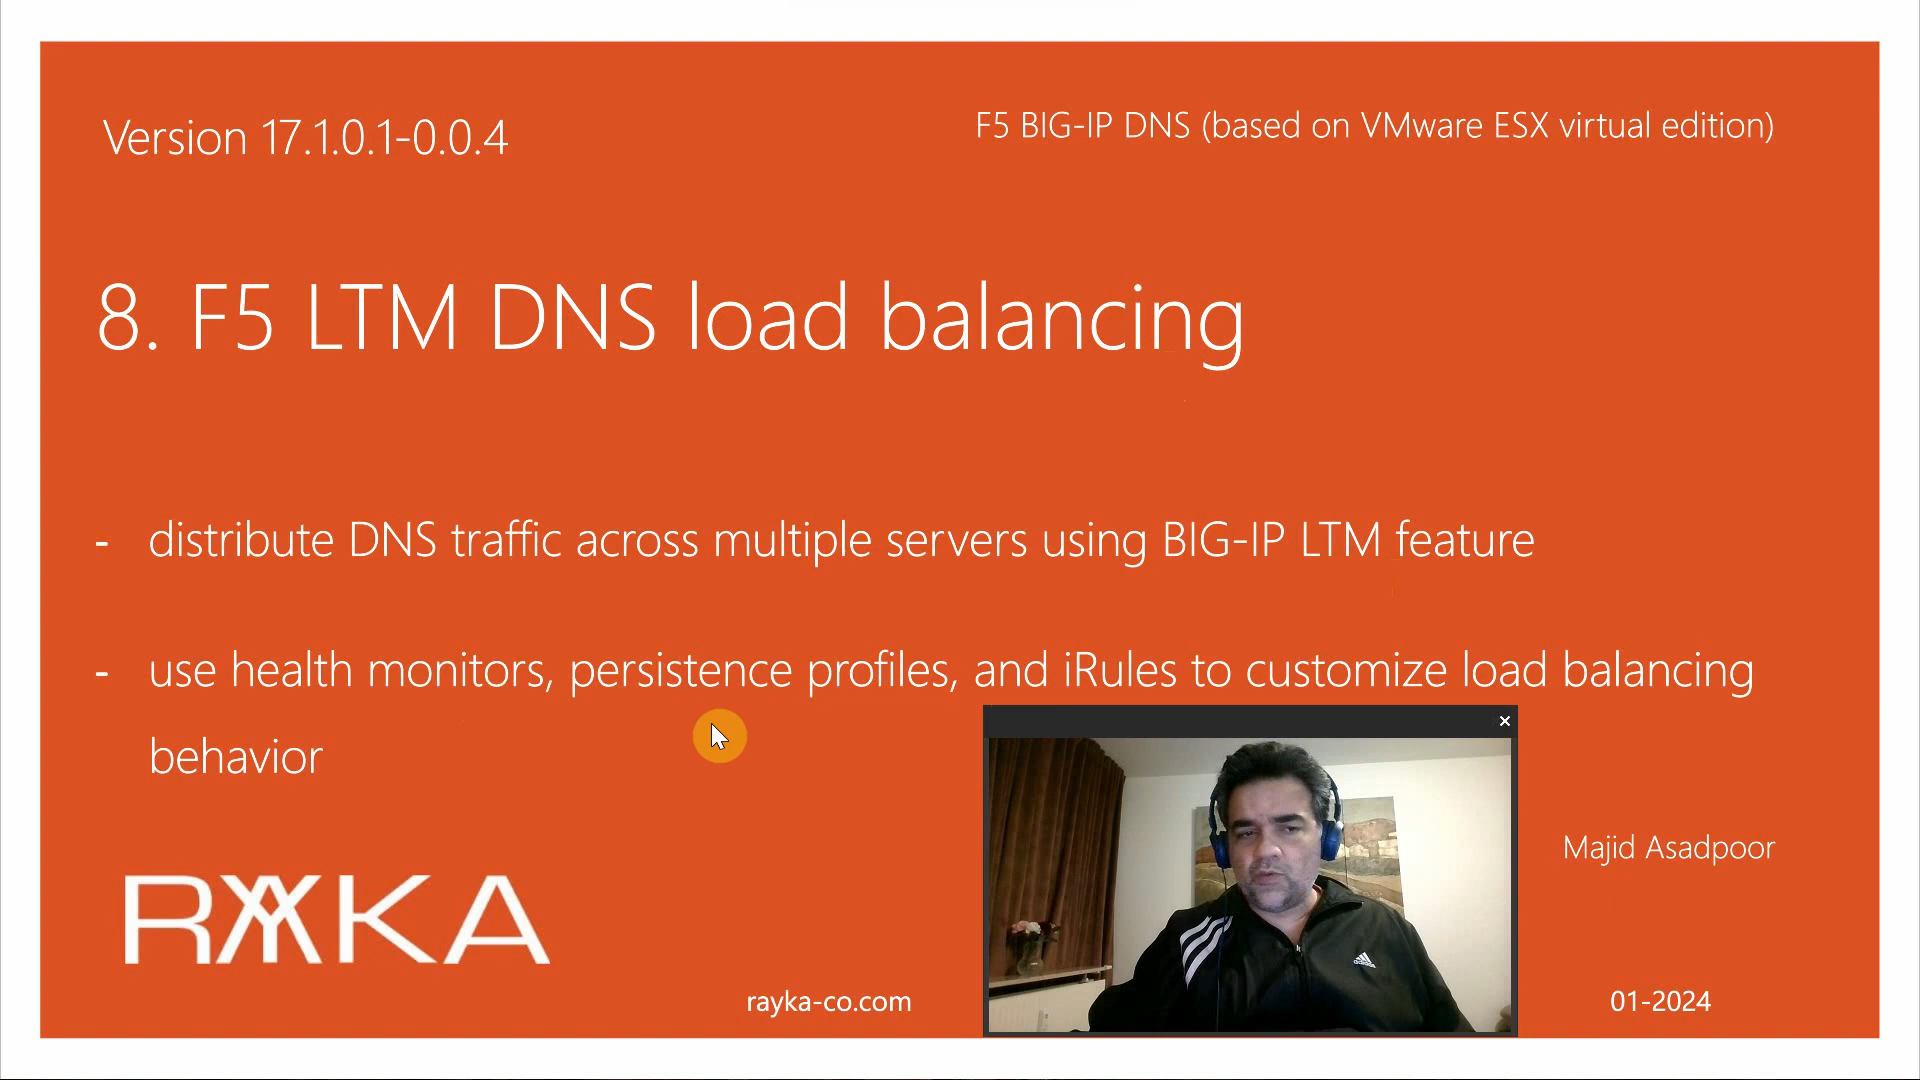 Version 17.1.0.1-0.0.4
F5 BIG-IP DNS (based on VMware ESX virtual edition)
8. F5 LTM DNS load balancing
- distribute DNS traffic across multiple servers using BIG-IP LTM feature
- use health monitors, persistence profiles, and iRules to customize load balancing
behavior
Majid Asadpoor
RAYKA
rayka-co.com
adidas
01-2024